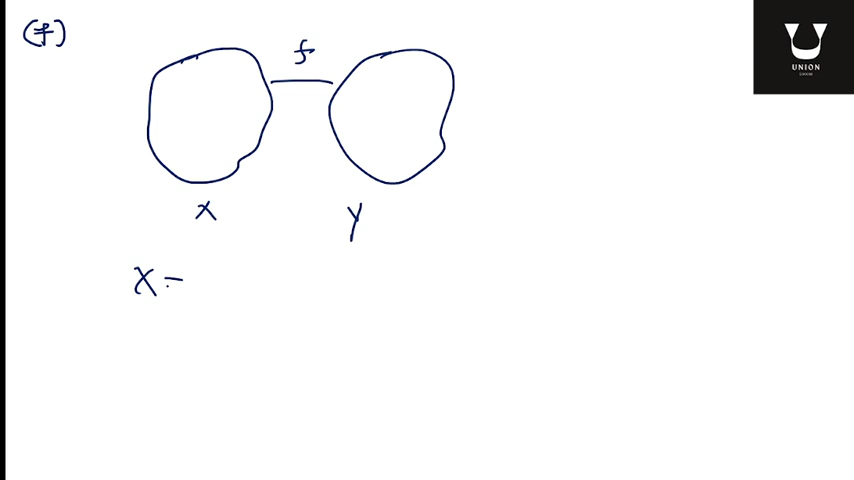 (f)
f
UNION
X
Y
X =